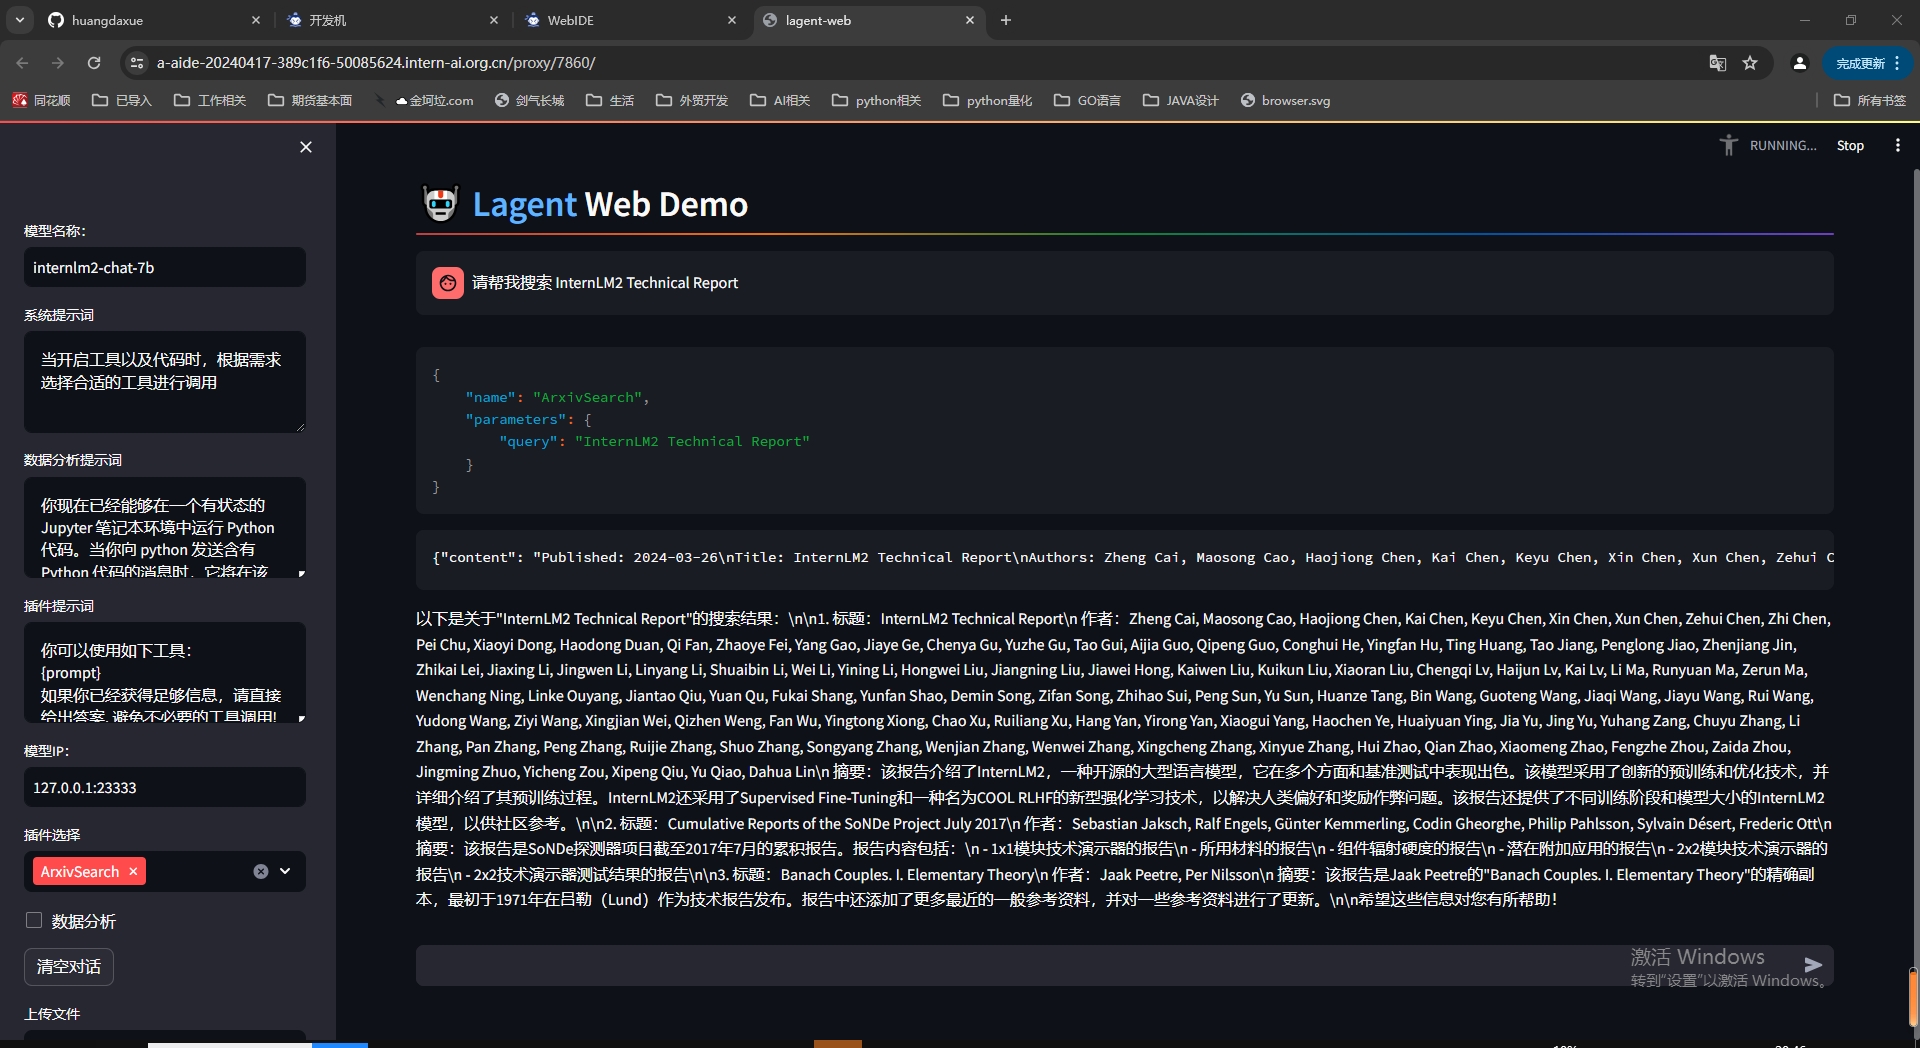 huangdaxue
开发机
WebIDE
lagent-web
a-aide-20240417-389c1f6-50085624.intern-ai.org.cn/proxy/7860/
完成更新
同花顺
已导入
工作相关
期货基本面
金坷垃.com
剑气长城
生活
外贸开发
AI相关
python相关
python量化
GO语言
JAVA设计
browser.svg
所有书签
RUNNING...
Stop
模型名称：
internlm2-chat-7b
系统提示词
当开启工具以及代码时，根据需求
选择合适的工具进行调用
数据分析提示词
你现在已经能够在一个有状态的
Jupyter 笔记本环境中运行 Python
代码。当你向 python 发送含有
Python 代码的消息时，它将在该
插件提示词
你可以使用如下工具：
{prompt}
如果你已经获得足够信息，请直接
给出答案. 避免不必要的工具调用!
模型IP：
127.0.0.1:23333
插件选择
ArxivSearch
数据分析
清空对话
上传文件
Lagent Web Demo
请帮我搜索 InternLM2 Technical Report
{
"name": "ArxivSearch",
"parameters": {
"query": "InternLM2 Technical Report"
}
}
{"content": "Published: 2024-03-26\nTitle: InternLM2 Technical Report\nAuthors: Zheng Cai, Maosong Cao, Haojiong Chen, Kai Chen, Keyu Chen, Xin Chen, Xun Chen, Zehui C
以下是关于"InternLM2 Technical Report"的搜索结果：\n\n1. 标题：InternLM2 Technical Report\n 作者：Zheng Cai, Maosong Cao, Haojiong Chen, Kai Chen, Keyu Chen, Xin Chen, Xun Chen, Zehui Chen, Zhi Chen,
Pei Chu, Xiaoyi Dong, Haodong Duan, Qi Fan, Zhaoye Fei, Yang Gao, Jiaye Ge, Chenya Gu, Yuzhe Gu, Tao Gui, Aijia Guo, Qipeng Guo, Conghui He, Yingfan Hu, Ting Huang, Tao Jiang, Penglong Jiao, Zhenjiang Jin,
Zhikai Lei, Jiaxing Li, Jingwen Li, Linyang Li, Shuaibin Li, Wei Li, Yining Li, Hongwei Liu, Jiangning Liu, Jiawei Hong, Kaiwen Liu, Kuikun Liu, Xiaoran Liu, Chengqi Lv, Haijun Lv, Kai Lv, Li Ma, Runyuan Ma, Zerun Ma,
Wenchang Ning, Linke Ouyang, Jiantao Qiu, Yuan Qu, Fukai Shang, Yunfan Shao, Demin Song, Zifan Song, Zhihao Sui, Peng Sun, Yu Sun, Huanze Tang, Bin Wang, Guoteng Wang, Jiaqi Wang, Jiayu Wang, Rui Wang,
Yudong Wang, Ziyi Wang, Xingjian Wei, Qizhen Weng, Fan Wu, Yingtong Xiong, Chao Xu, Ruiliang Xu, Hang Yan, Yirong Yan, Xiaogui Yang, Haochen Ye, Huaiyuan Ying, Jia Yu, Jing Yu, Yuhang Zang, Chuyu Zhang, Li
Zhang, Pan Zhang, Peng Zhang, Ruijie Zhang, Shuo Zhang, Songyang Zhang, Wenjian Zhang, Wenwei Zhang, Xingcheng Zhang, Xinyue Zhang, Hui Zhao, Qian Zhao, Xiaomeng Zhao, Fengzhe Zhou, Zaida Zhou,
Jingming Zhuo, Yicheng Zou, Xipeng Qiu, Yu Qiao, Dahua Lin\n 摘要：该报告介绍了InternLM2，一种开源的大型语言模型，它在多个方面和基准测试中表现出色。该模型采用了创新的预训练和优化技术，并
详细介绍了其预训练过程。InternLM2还采用了Supervised Fine-Tuning和一种名为COOL RLHF的新型强化学习技术，以解决人类偏好和奖励作弊问题。该报告还提供了不同训练阶段和模型大小的InternLM2
模型，以供社区参考。\n\n2. 标题：Cumulative Reports of the SoNDe Project July 2017\n 作者：Sebastian Jaksch, Ralf Engels, Günter Kemmerling, Codin Gheorghe, Philip Pahlsson, Sylvain Désert, Frederic Ott\n
摘要：该报告是SoNDe探测器项目截至2017年7月的累积报告。报告内容包括：\n - 1x1模块技术演示器的报告\n - 所用材料的报告\n - 组件辐射硬度的报告\n - 潜在附加应用的报告\n - 2x2模块技术演示器的
报告\n - 2x2技术演示器测试结果的报告\n\n3. 标题：Banach Couples. I. Elementary Theory\n 作者：Jaak Peetre, Per Nilsson\n 摘要：该报告是Jaak Peetre的"Banach Couples. I. Elementary Theory"的精确副
本，最初于1971年在吕勒（Lund）作为技术报告发布。报告中还添加了更多最近的一般参考资料，并对一些参考资料进行了更新。\n\n希望这些信息对您有所帮助！
激活 Windows
转到"设置"以激活 Windows。